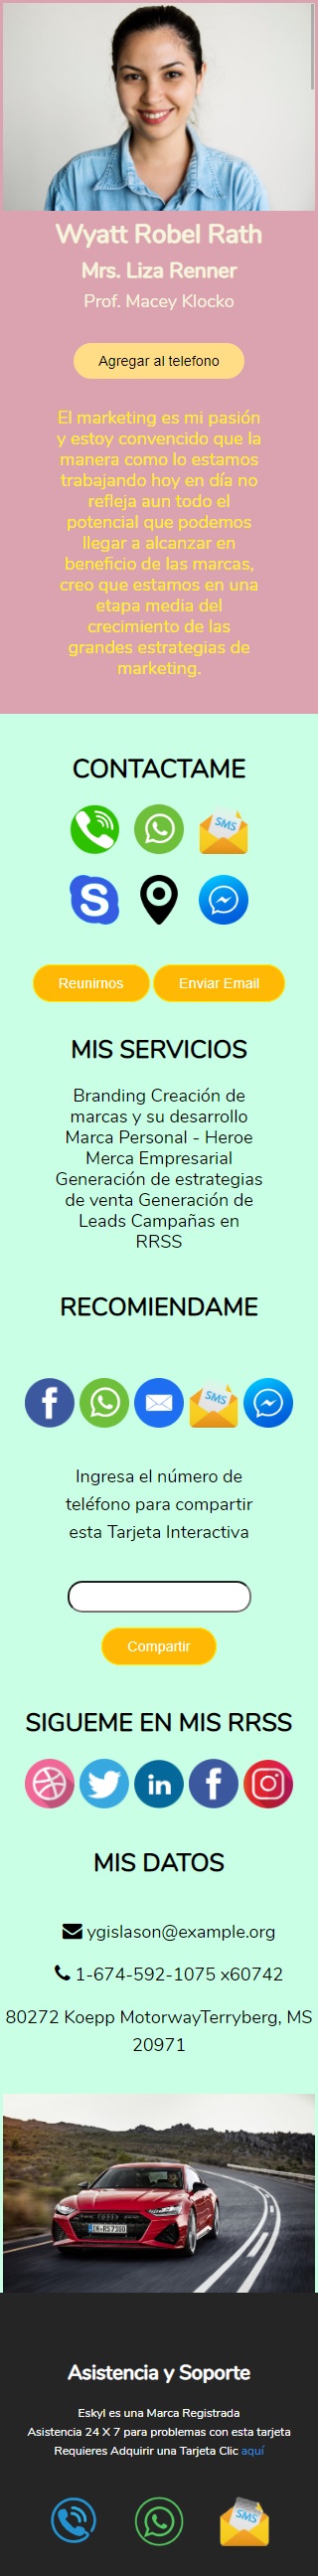 Wyatt Robel Rath
Mrs. Liza Renner
Prof. Macey Klocko
Agregar al telefono
El marketing es mi pasión
y estoy convencido que la
manera como lo estamos
trabajando hoy en día no
refleja aun todo el
potencial que podemos
llegar a alcanzar en
beneficio de las marcas,
creo que estamos en una
etapa media del
crecimiento de las
grandes estrategias de
marketing.
CONTACTAME
SMS
S
Reunirnos Enviar Email
MIS SERVICIOS
Branding Creación de
marcas y su desarrollo
Marca Personal - Heroe
Merca Empresarial
Generación de estrategias
de venta Generación de
Leads Campañas en
RRSS
RECOMIENDAME
f SMS
Ingresa el número de
teléfono para compartir
esta Tarjeta Interactiva
Compartir
SIGUEME EN MIS RRSS
in f
MIS DATOS
ygislason@example.org
1-674-592-1075 x60742
80272 Koepp MotorwayTerryberg, MS
20971
Asistencia y Soporte
Eskyl es una Marca Registrada
Asistencia 24 X 7 para problemas con esta tarjeta
Requieres Adquirir una Tarjeta Clic aquí
SMS